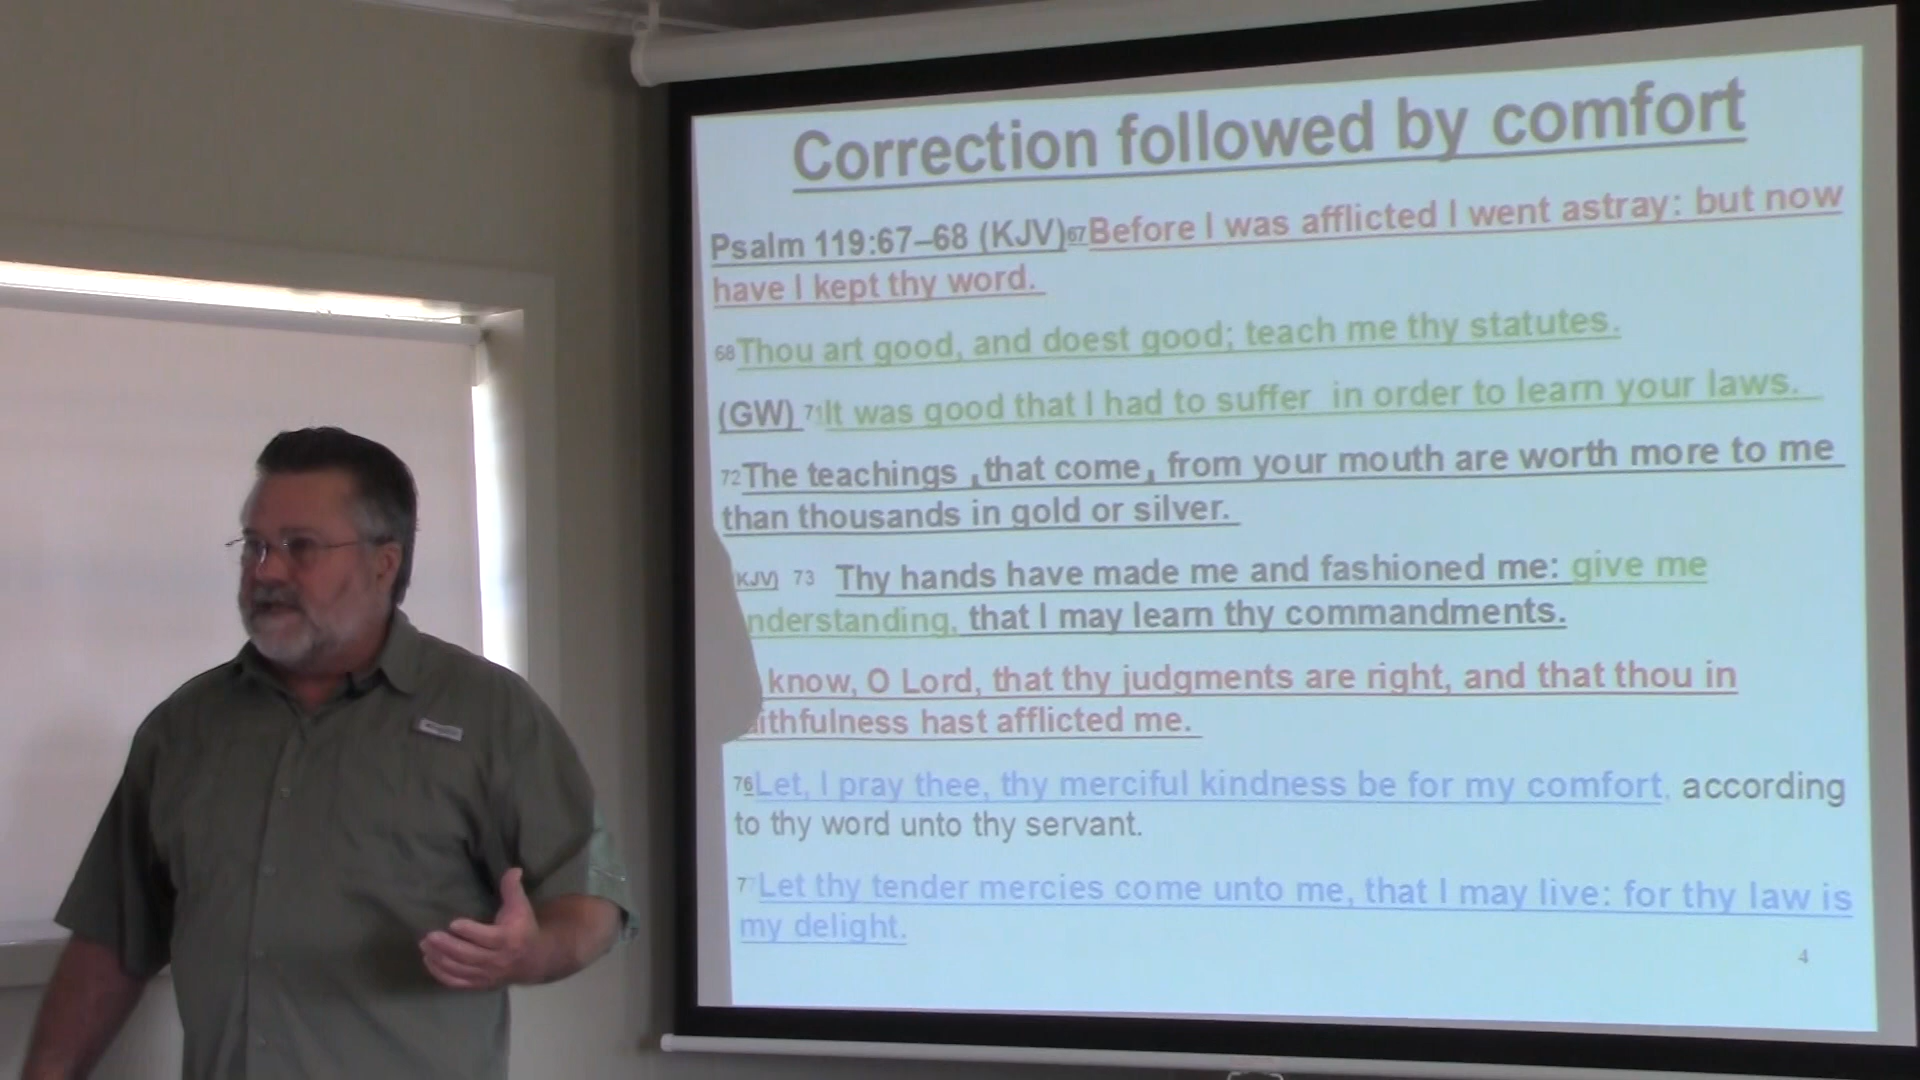 Correction followed by comfort
Psalm 119:67–68 (KJV)67Before I was afflicted I went astray: but now
have I kept thy word.
68Thou art good, and doest good; teach me thy statutes.
(GW) 71It was good that I had to suffer in order to learn your laws.
72The teachings ,that come, from your mouth are worth more to me
than thousands in gold or silver.
KJV) 73 Thy hands have made me and fashioned me: give me
nderstanding, that I may learn thy commandments.
know, O Lord, that thy judgments are right, and that thou in
ithfulness hast afflicted me.
76Let, I pray thee, thy merciful kindness be for my comfort, according
to thy word unto thy servant.
7 Let thy tender mercies come unto me, that I may live: for thy law is
my delight.
4